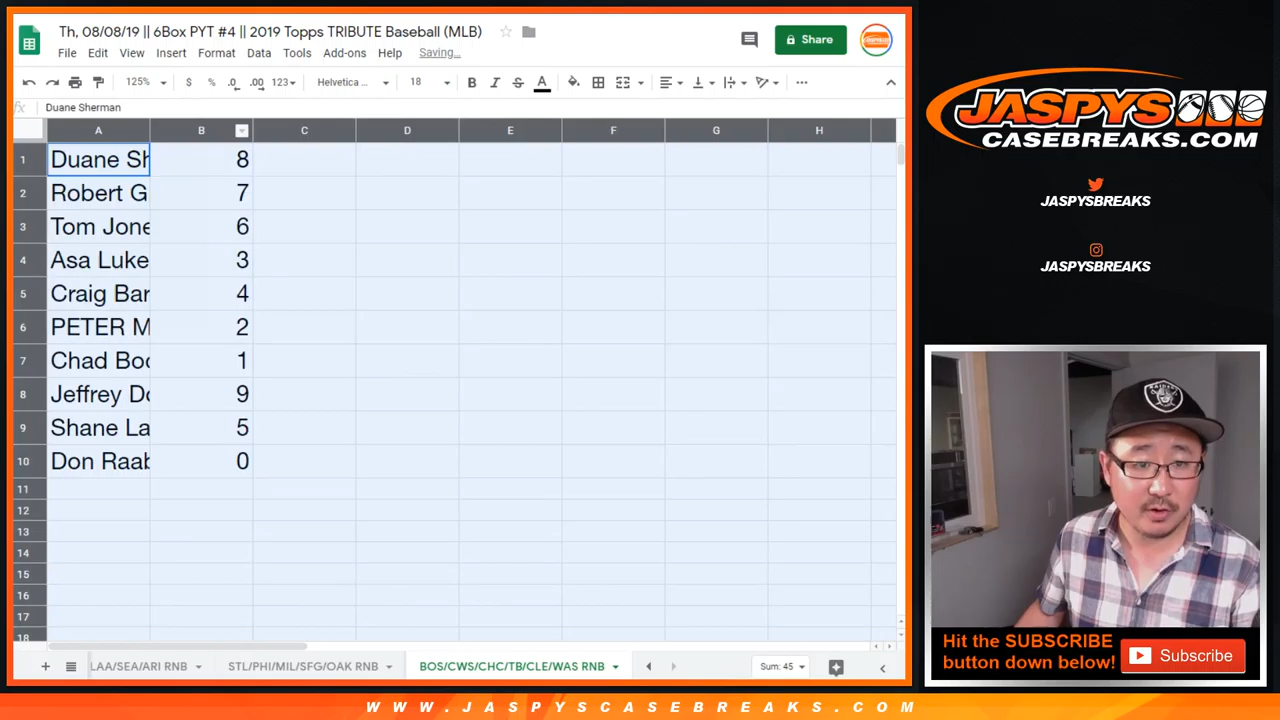 Th, 08/08/19 || 6Box PYT #4 || 2019 Topps TRIBUTE Baseball (MLB)
File Edit View Insert Format Data Tools Add-ons Help Saving...
Share
125% $ % .0 .00 123 Helvetica ... 18 B I S A
fx Duane Sherman
A B C D E F G H
1 Duane Sh 8
2 Robert G 7
3 Tom Jone 6
4 Asa Luke 3
5 Craig Bar 4
6 PETER M 2
7 Chad Boo 1
8 Jeffrey Do 9
9 Shane La 5
10 Don Raab 0
11
12
13
14
15
16
17
18
LAA/SEA/ARI RNB STL/PHI/MIL/SFG/OAK RNB BOS/CWS/CHC/TB/CLE/WAS RNB Sum: 45
JASPYS
CASEBREAKS.COM
JASPYSBREAKS
JASPYSBREAKS
RAIDERS
Hit the SUBSCRIBE
button down below!
Subscribe
WWW.JASPYSCASEBREAKS.COM